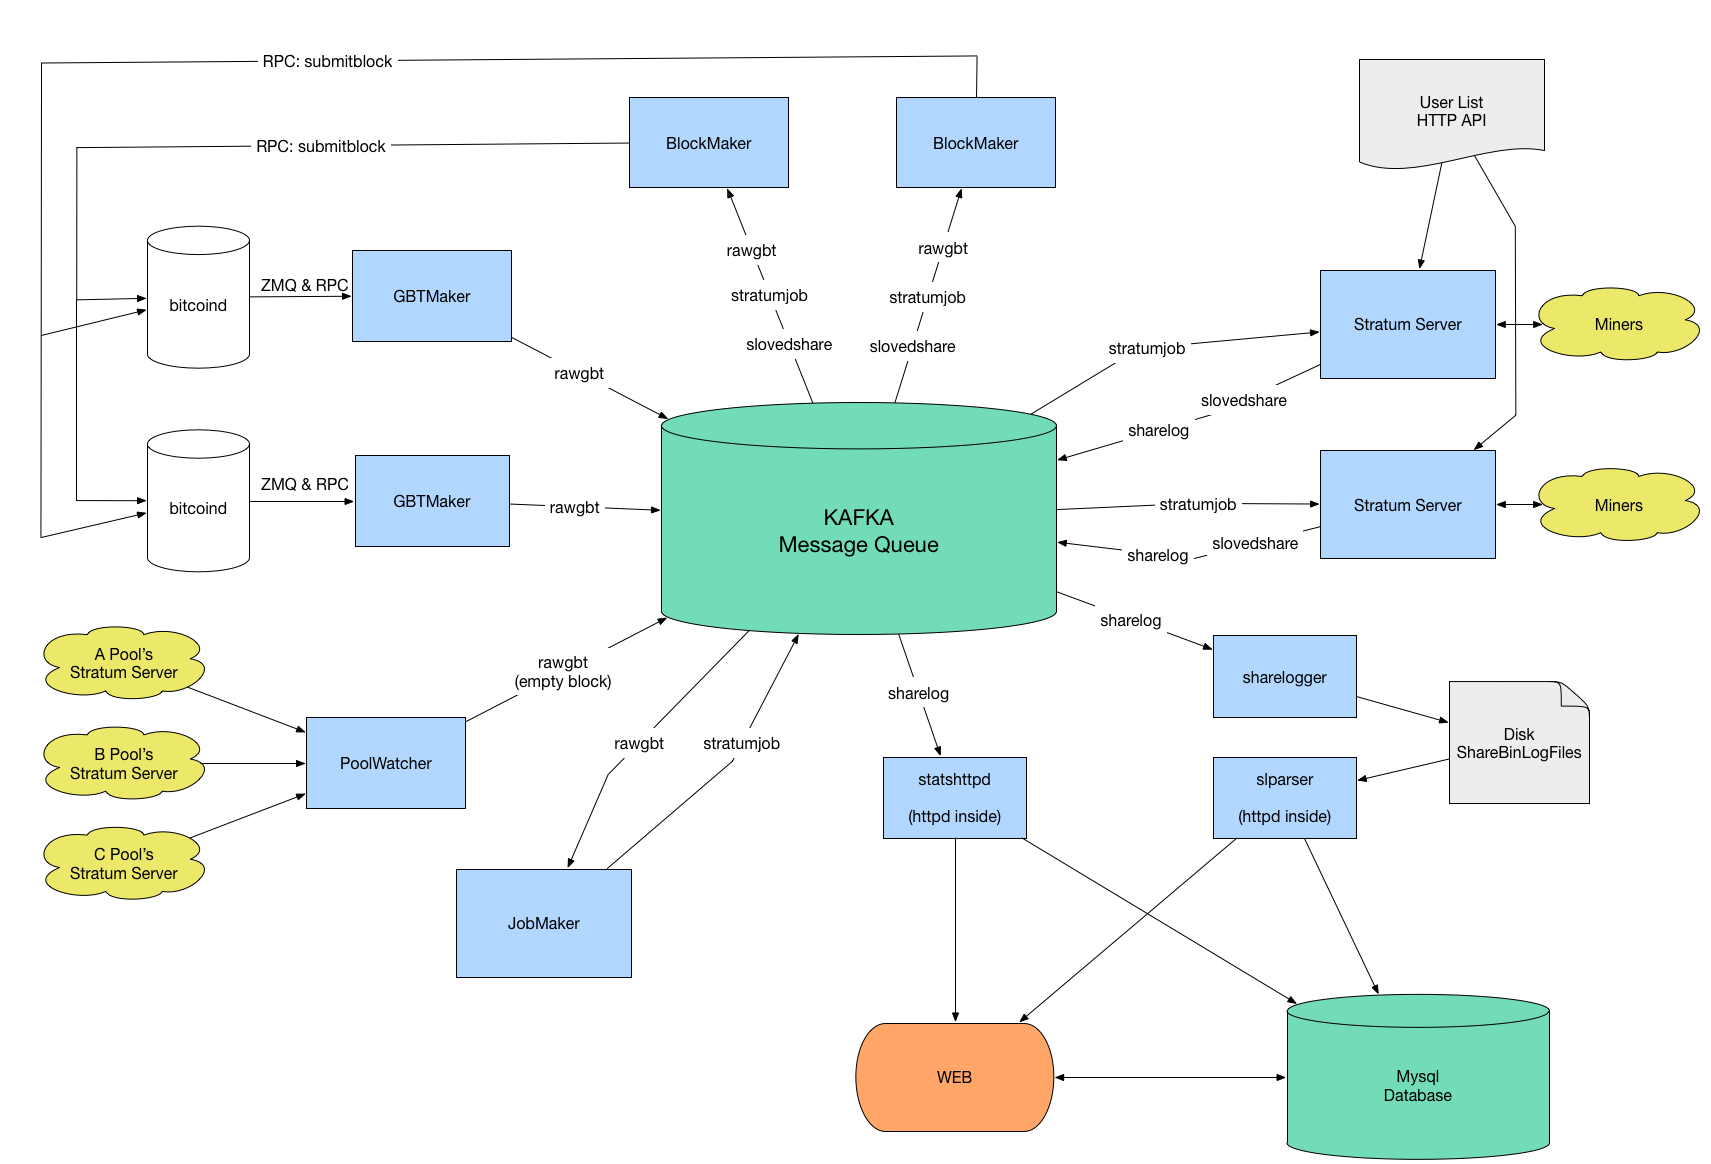 RPC: submitblock
User List
HTTP API
RPC: submitblock
BlockMaker
BlockMaker
rawgbt
rawgbt
ZMQ & RPC
bitcoind
GBTMaker
stratumjob
stratumjob
Stratum Server
Miners
slovedshare
slovedshare
stratumjob
rawgbt
slovedshare
sharelog
ZMQ & RPC
bitcoind
GBTMaker
rawgbt
KAFKA
Message Queue
stratumjob
Stratum Server
Miners
slovedshare
sharelog
A Pool's
Stratum Server
rawgbt
(empty block)
sharelog
sharelogger
sharelog
B Pool's
Stratum Server
PoolWatcher
rawgbt
stratumjob
Disk
ShareBinLogFiles
statshttpd
(httpd inside)
slparser
(httpd inside)
C Pool's
Stratum Server
JobMaker
WEB
Mysql
Database